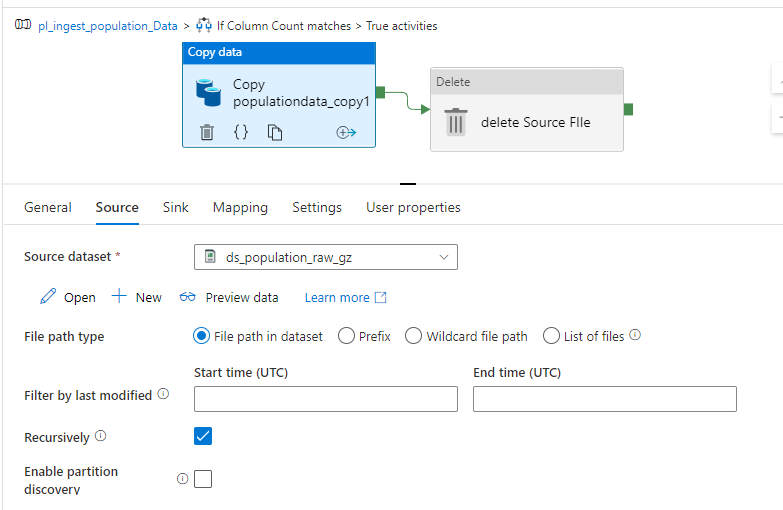 pl_ingest_population_Data > If Column Count matches > True activities
Copy data
Copy
populationdata_copy1
{}
Delete
delete Source FIle
General Source Sink Mapping Settings User properties
Source dataset * ds_population_raw_gz
Open New Preview data Learn more
File path type File path in dataset Prefix Wildcard file path List of files
Start time (UTC) End time (UTC)
Filter by last modified
Recursively
Enable partition
discovery